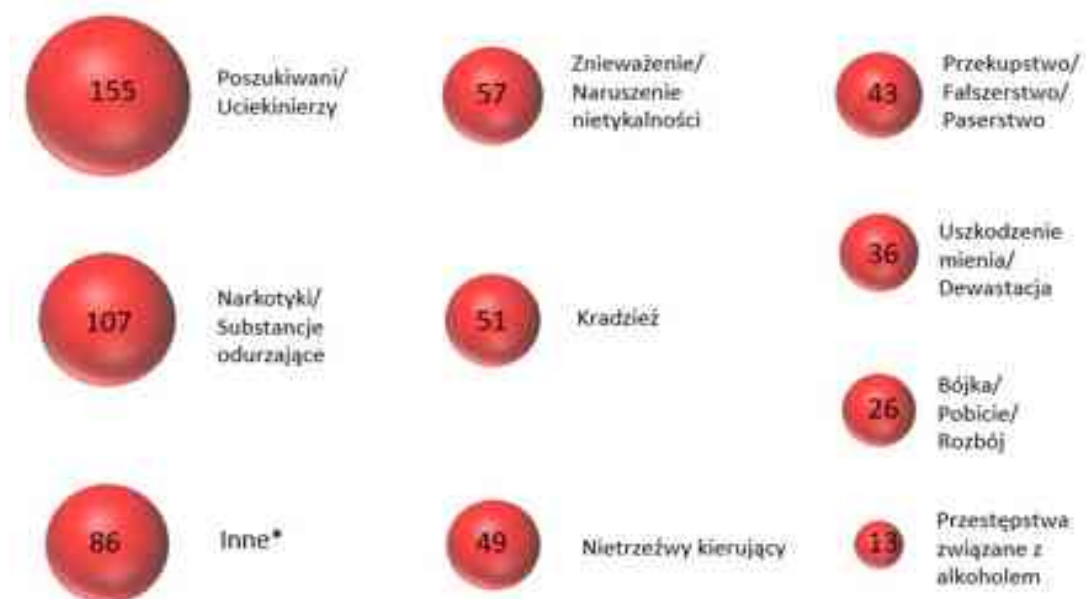 155
Poszukiwani/
Uciekinierzy
57
Znieważenie/
Naruszenie
nietykalności
43
Przekupstwo/
Fałszerstwo/
Paserstwo
36
Uszkodzenie
mienia/
Dewastacja
107
Narkotyki/
Substancje
odurzające
51
Kradzież
26
Bójka/
Pobicie/
Rozbój
86
Inne*
49
Nietrzeźwy kierujący
13
Przestępstwa
związane z
alkoholem